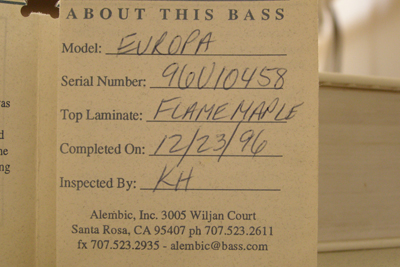 ABOUT THIS BASS
Model: EUROPA
Serial Number: 96U10458
Top Laminate: FLAME MAPLE
Completed On: 12/23/96
Inspected By: KH
Alembic, Inc. 3005 Wiljan Court
Santa Rosa, CA 95407 ph 707.523.2611
fx 707.523.2935 - alembic@bass.com